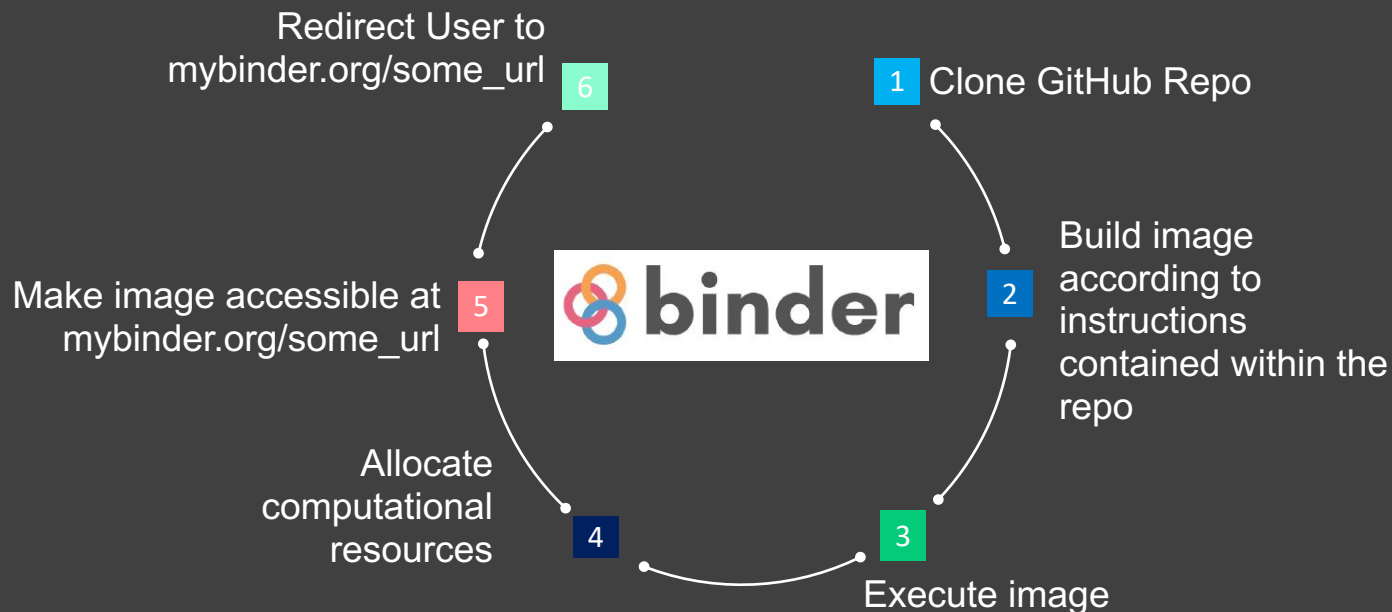 1
Clone GitHub Repo
2
Build image
according to
instructions
contained within the
repo
3
Execute image
4
Allocate
computational
resources
5
Make image accessible at
mybinder.org/some_url
6
Redirect User to
mybinder.org/some_url
binder